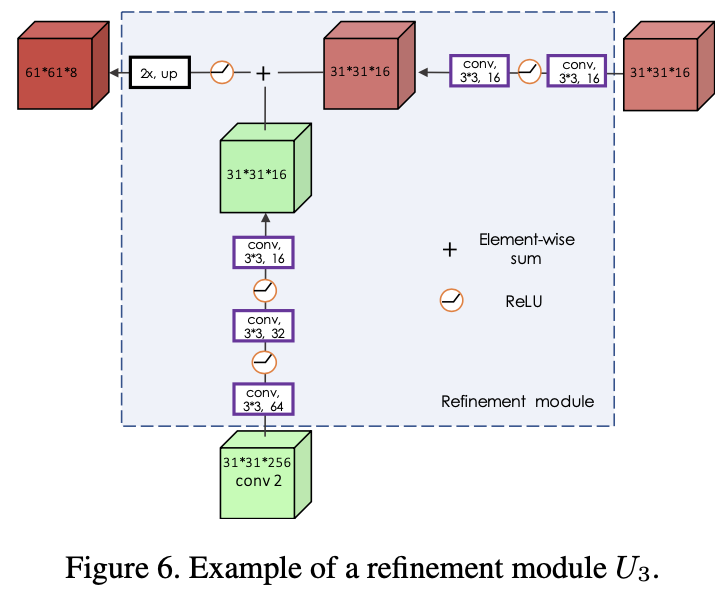 61*61*8
2x, up
+
31*31*16
conv,
3*3, 16
conv,
3*3, 16
31*31*16
31*31*16
conv,
3*3, 16
conv,
3*3, 32
conv,
3*3, 64
31*31*256
conv 2
+
Element-wise
sum
ReLU
Refinement module
Figure 6. Example of a refinement module U₃.